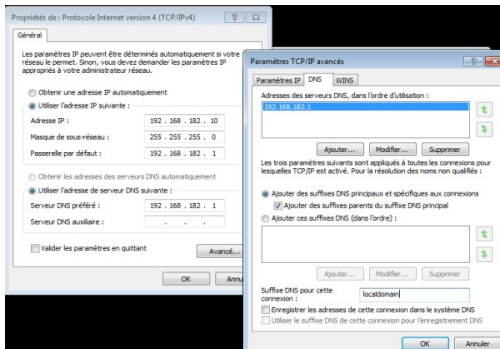 Propriétés de : Protocole Internet version 4 (TCP/IPv4)
Général
Les paramètres IP peuvent être déterminés automatiquement si votre
réseau le permet. Sinon, vous devez demander les paramètres IP
appropriés à votre administrateur réseau.
Obtenir une adresse IP automatiquement
Utiliser l'adresse IP suivante :
Adresse IP : 192 . 168 . 182 . 10
Masque de sous-réseau : 255 . 255 . 255 . 0
Passerelle par défaut : 192 . 168 . 182 . 1
Obtenir les adresses des serveurs DNS automatiquement
Utiliser l'adresse de serveur DNS suivante :
Serveur DNS préféré : 192 . 168 . 182 . 1
Serveur DNS auxiliaire : . . .
Valider les paramètres en quittant
Avancé...
OK
Annu
Paramètres TCP/IP avancés
Paramètres IP DNS WINS
Adresses des serveurs DNS, dans l'ordre d'utilisation :
192.168.182.1
Ajouter... Modifier... Supprimer
Les trois paramètres suivants sont appliqués à toutes les connexions pour
lesquelles TCP/IP est activé. Pour la résolution des noms non qualifiés :
Ajouter des suffixes DNS principaux et spécifiques aux connexions
Ajouter des suffixes parents du suffixe DNS principal
Ajouter ces suffixes DNS (dans l'ordre) :
Ajouter... Modifier... Supprimer
Suffixe DNS pour cette
connexion : localdomain
Enregistrer les adresses de cette connexion dans le système DNS
Utiliser le suffixe DNS de cette connexion pour l'enregistrement DNS
OK Annuler